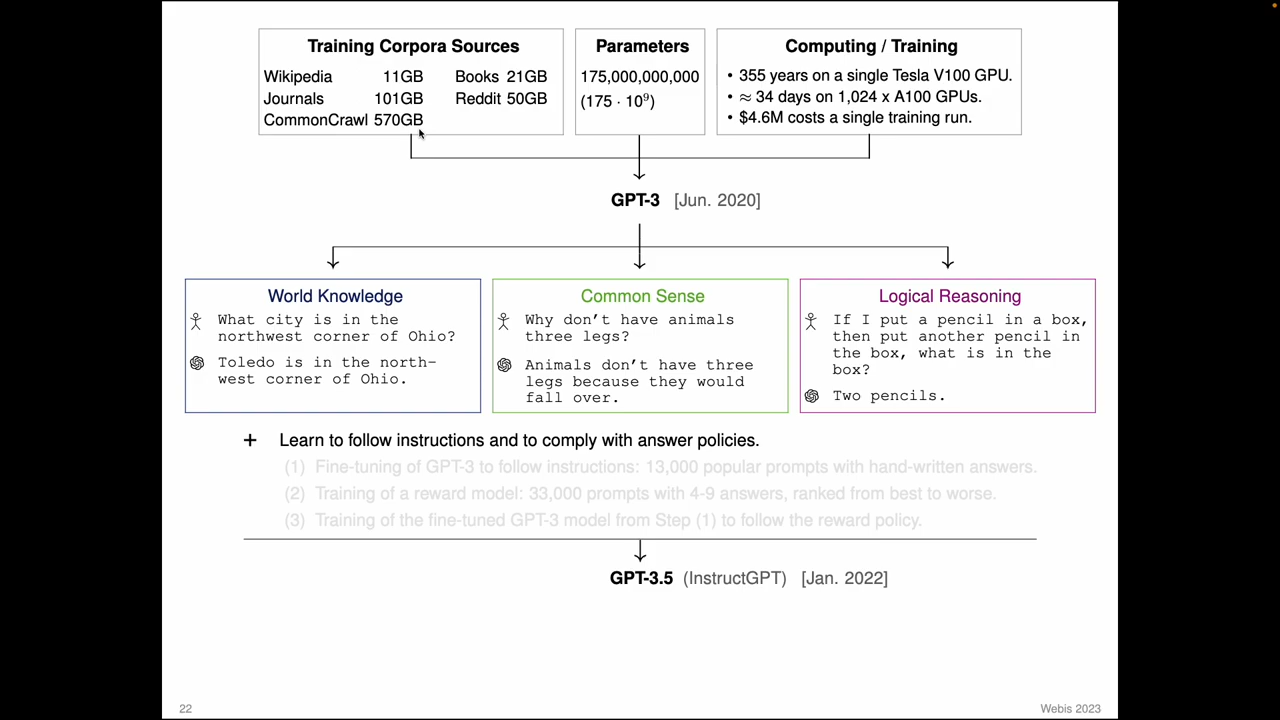 Training Corpora Sources
Wikipedia 11GB Books 21GB
Journals 101GB Reddit 50GB
CommonCrawl 570GB
Parameters
175,000,000,000
(175 · 10⁹)
Computing / Training
• 355 years on a single Tesla V100 GPU.
• ≈ 34 days on 1,024 x A100 GPUs.
• $4.6M costs a single training run.
GPT-3 [Jun. 2020]
World Knowledge
What city is in the
northwest corner of Ohio?
Toledo is in the north-
west corner of Ohio.
Common Sense
Why don't have animals
three legs?
Animals don't have three
legs because they would
fall over.
Logical Reasoning
If I put a pencil in a box,
then put another pencil in
the box, what is in the
box?
Two pencils.
+ Learn to follow instructions and to comply with answer policies.
(1) Fine-tuning of GPT-3 to follow instructions: 13,000 popular prompts with hand-written answers.
(2) Training of a reward model: 33,000 prompts with 4-9 answers, ranked from best to worse.
(3) Training of the fine-tuned GPT-3 model from Step (1) to follow the reward policy.
GPT-3.5 (InstructGPT) [Jan. 2022]
22
Webis 2023